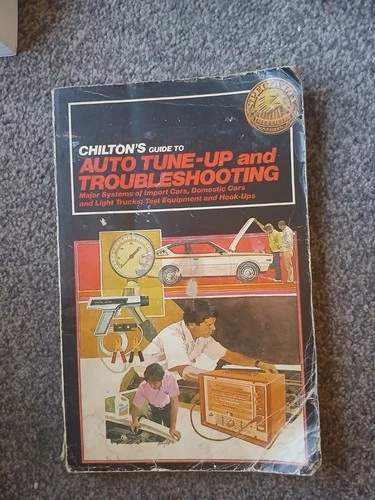 CHILTON'S GUIDE TO
AUTO TUNE-UP and
TROUBLESHOOTING
Major Systems of Import Cars, Domestic Cars
and Light Trucks; Test Equipment and Hook-Ups